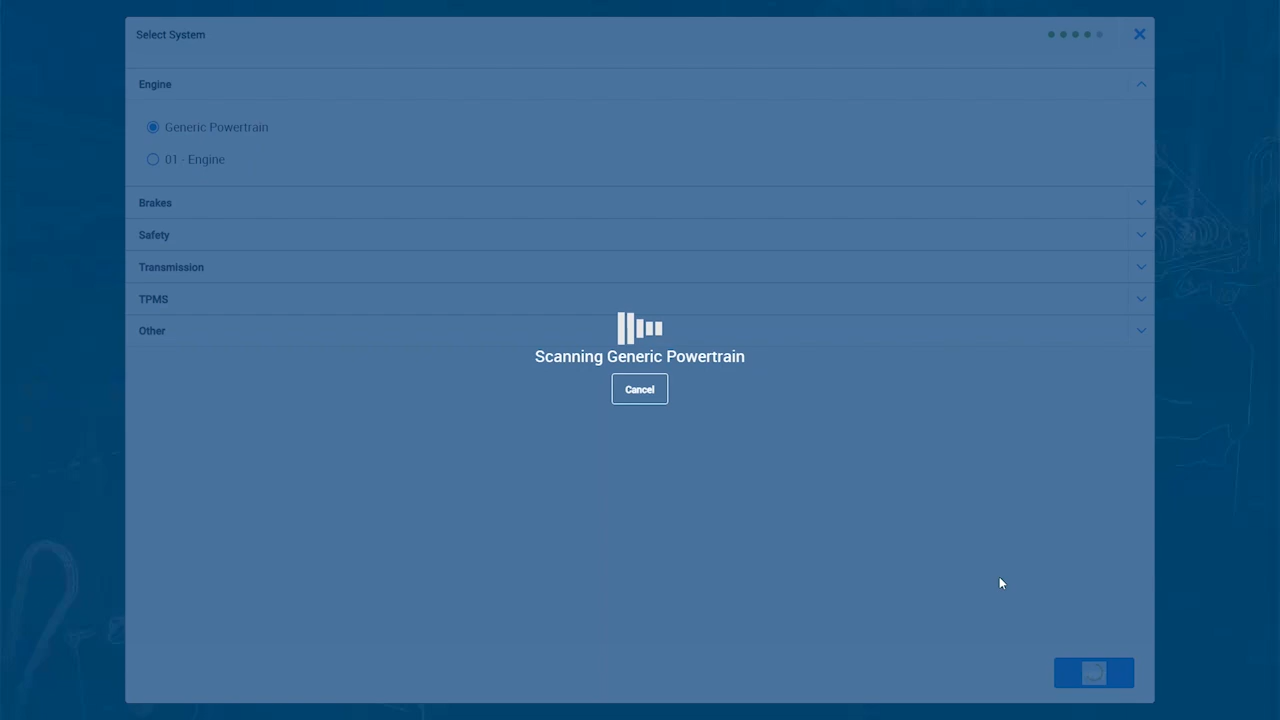 Select System
Engine
Generic Powertrain
01 - Engine
Brakes
Safety
Transmission
TPMS
Other
Scanning Generic Powertrain
Cancel